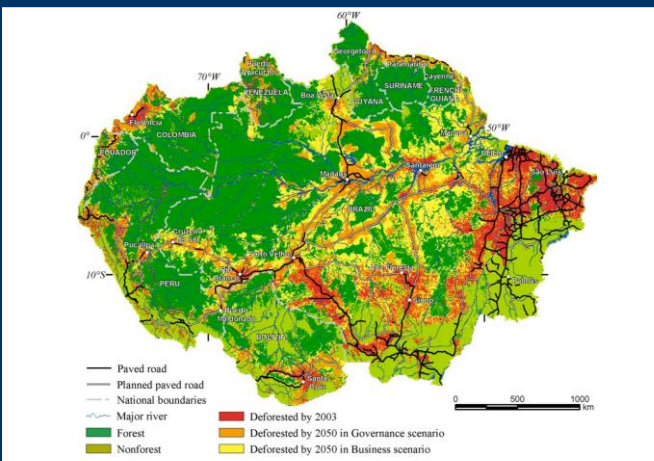 60°W
Georgetown
Paramaribo
Puerto
Ayacucho
Cayenne
70°W
SURINAME
FRENCH
GUIANA
VENEZUELA
Boa Vista
GUYANA
Florencia
COLOMBIA
Macapá
50°W
0°
ECUADOR
Belém
Santarém
São Luís
Manaus
BRAZIL
Cruzeiro
do Sul
Pucallpa
Porto Velho
Alta Floresta
Rio
Branco
10°S
Palmas
PERU
Sinop
Puerto
Maldonado
BOLIVIA
Santa
Cruz
Paved road
Planned paved road
National boundaries
Major river
Forest
Nonforest
Deforested by 2003
Deforested by 2050 in Governance scenario
Deforested by 2050 in Business scenario
0 500 1000
km